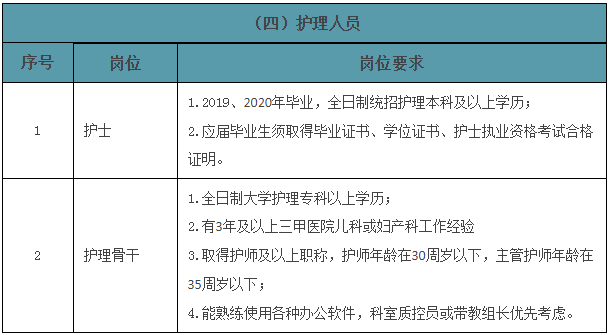 （四）护理人员
序号
岗位
岗位要求
1
护士
1.2019、2020年毕业，全日制统招护理本科及以上学历；
2.应届毕业生须取得毕业证书、学位证书、护士执业资格考试合格
证明。
2
护理骨干
1.全日制大学护理专科以上学历；
2.有3年及以上三甲医院儿科或妇产科工作经验
3.取得护师及以上职称，护师年龄在30周岁以下，主管护师年龄在
35周岁以下；
4.能熟练使用各种办公软件，科室质控员或带教组长优先考虑。